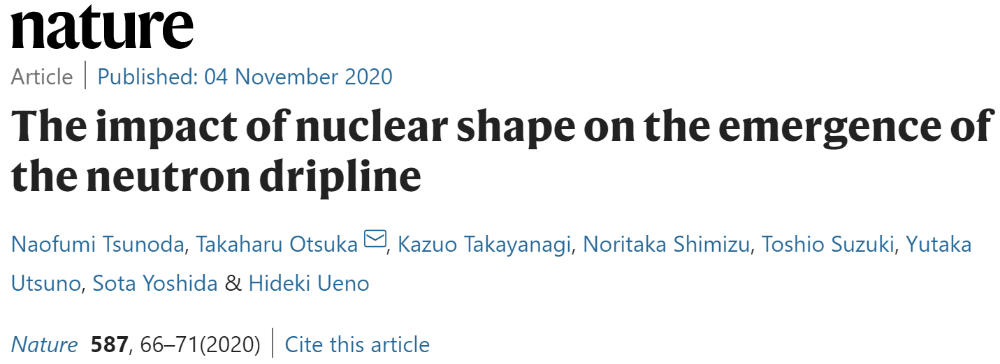 nature
Article | Published: 04 November 2020
The impact of nuclear shape on the emergence of
the neutron dripline
Naofumi Tsunoda, Takaharu Otsuka , Kazuo Takayanagi, Noritaka Shimizu, Toshio Suzuki, Yutaka
Utsuno, Sota Yoshida & Hideki Ueno
Nature 587, 66–71(2020) | Cite this article